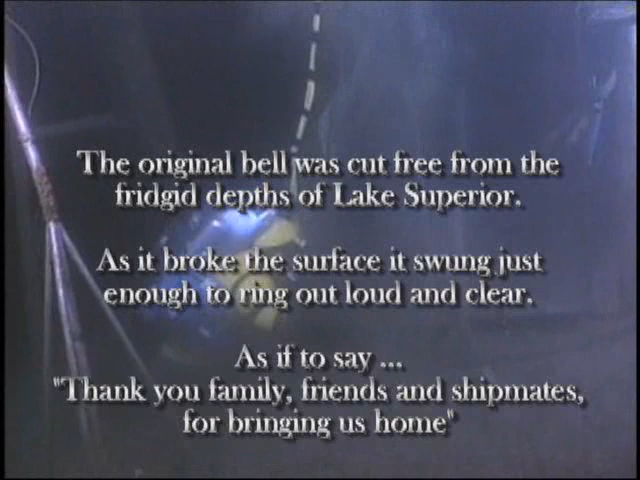 The original bell was cut free from the
fridgid depths of Lake Superior.
As it broke the surface it swung just
enough to ring out loud and clear.
As if to say ...
"Thank you family, friends and shipmates,
for bringing us home"